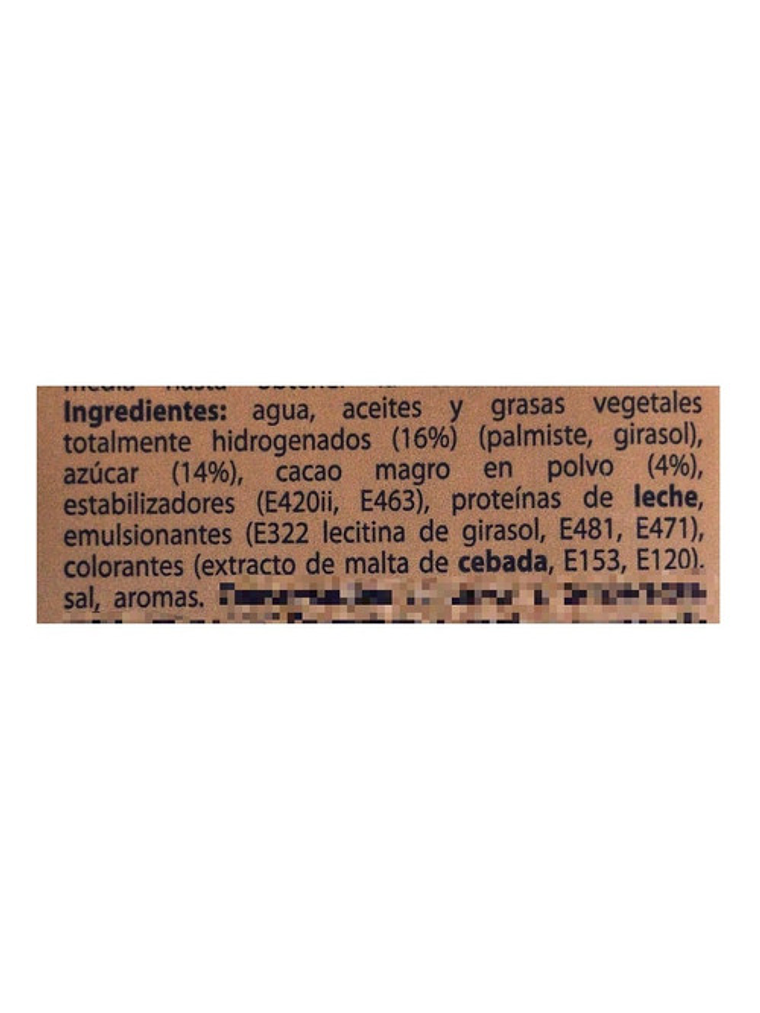 Ingredientes: agua, aceites y grasas vegetales
totalmente hidrogenados (16%) (palmiste, girasol),
azúcar (14%), cacao magro en polvo (4%),
estabilizadores (E420ii, E463), proteínas de leche,
emulsionantes (E322 lecitina de girasol, E481, E471),
colorantes (extracto de malta de cebada, E153, E120).
sal, aromas.